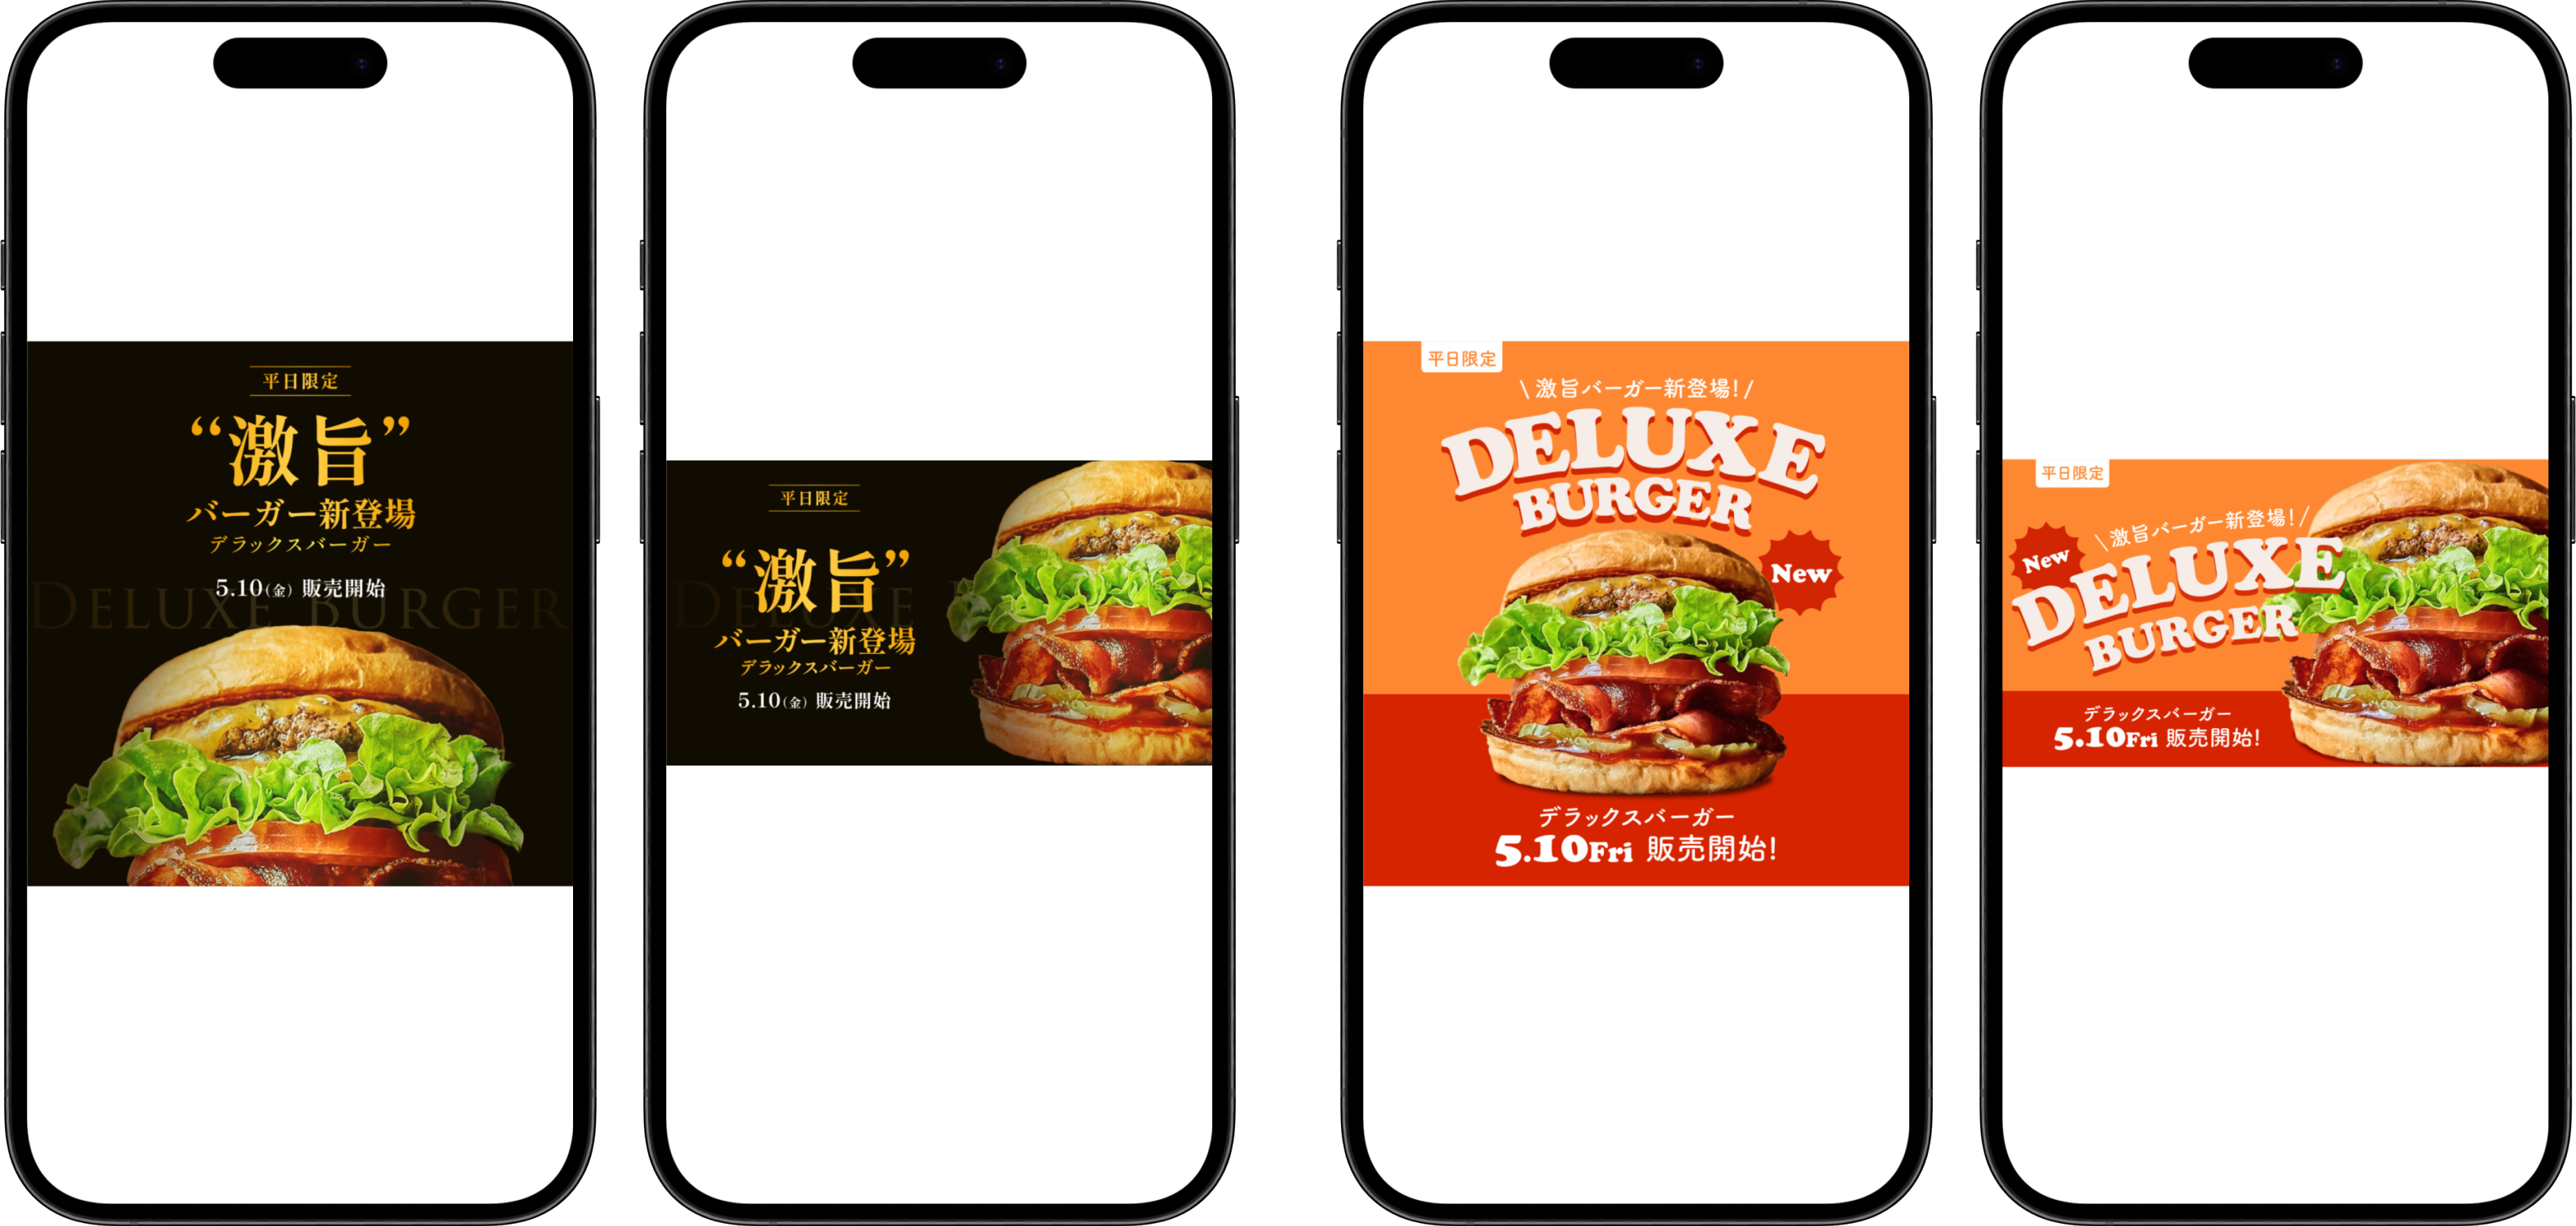 平日限定
“激旨”
バーガー新登場
デラックスバーガー
5.10(金) 販売開始
DELUXE BURGER
平日限定
“激旨”
バーガー新登場
デラックスバーガー
5.10(金) 販売開始
DELUXE
平日限定
\ 激旨バーガー新登場! /
DELUXE
BURGER
New
デラックスバーガー
5.10Fri 販売開始!
平日限定
New
\ 激旨バーガー新登場! /
DELUXE
BURGER
デラックスバーガー
5.10Fri 販売開始!